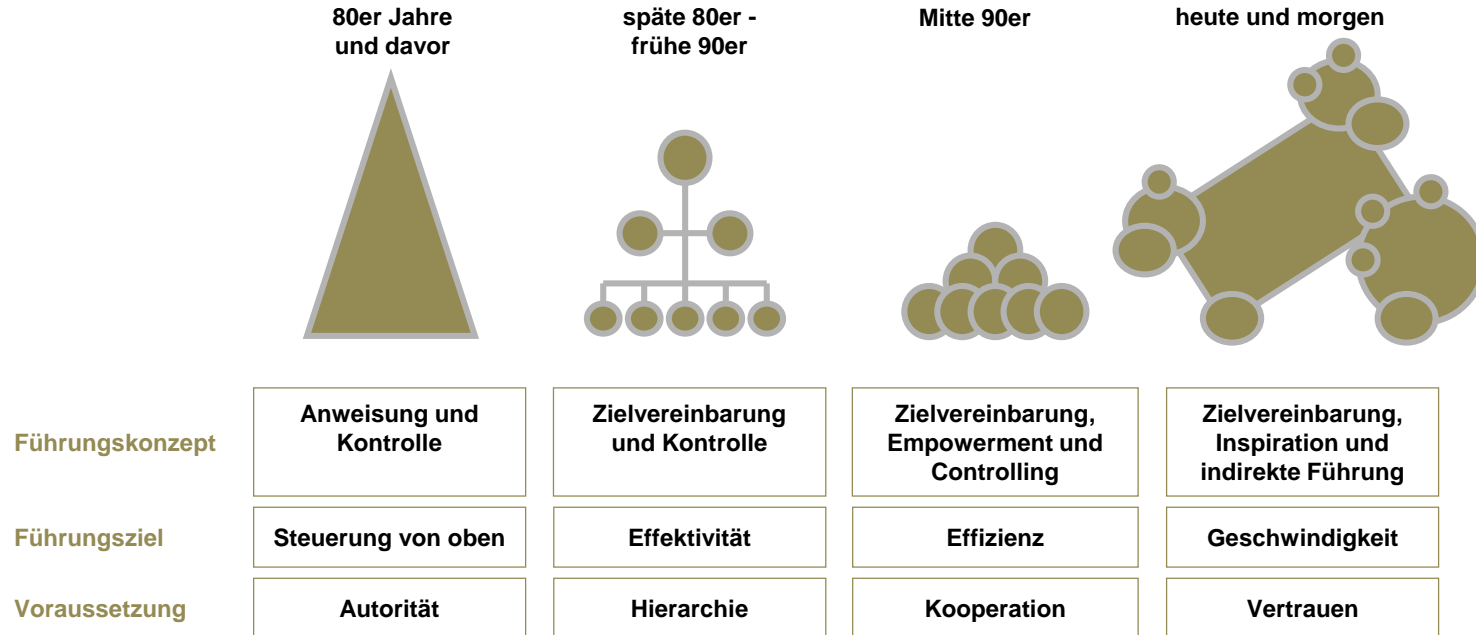 80er Jahre
und davor
späte 80er -
frühe 90er
Mitte 90er
heute und morgen
Führungskonzept
Anweisung und
Kontrolle
Zielvereinbarung
und Kontrolle
Zielvereinbarung,
Empowerment und
Controlling
Zielvereinbarung,
Inspiration und
indirekte Führung
Führungsziel
Steuerung von oben
Effektivität
Effizienz
Geschwindigkeit
Voraussetzung
Autorität
Hierarchie
Kooperation
Vertrauen